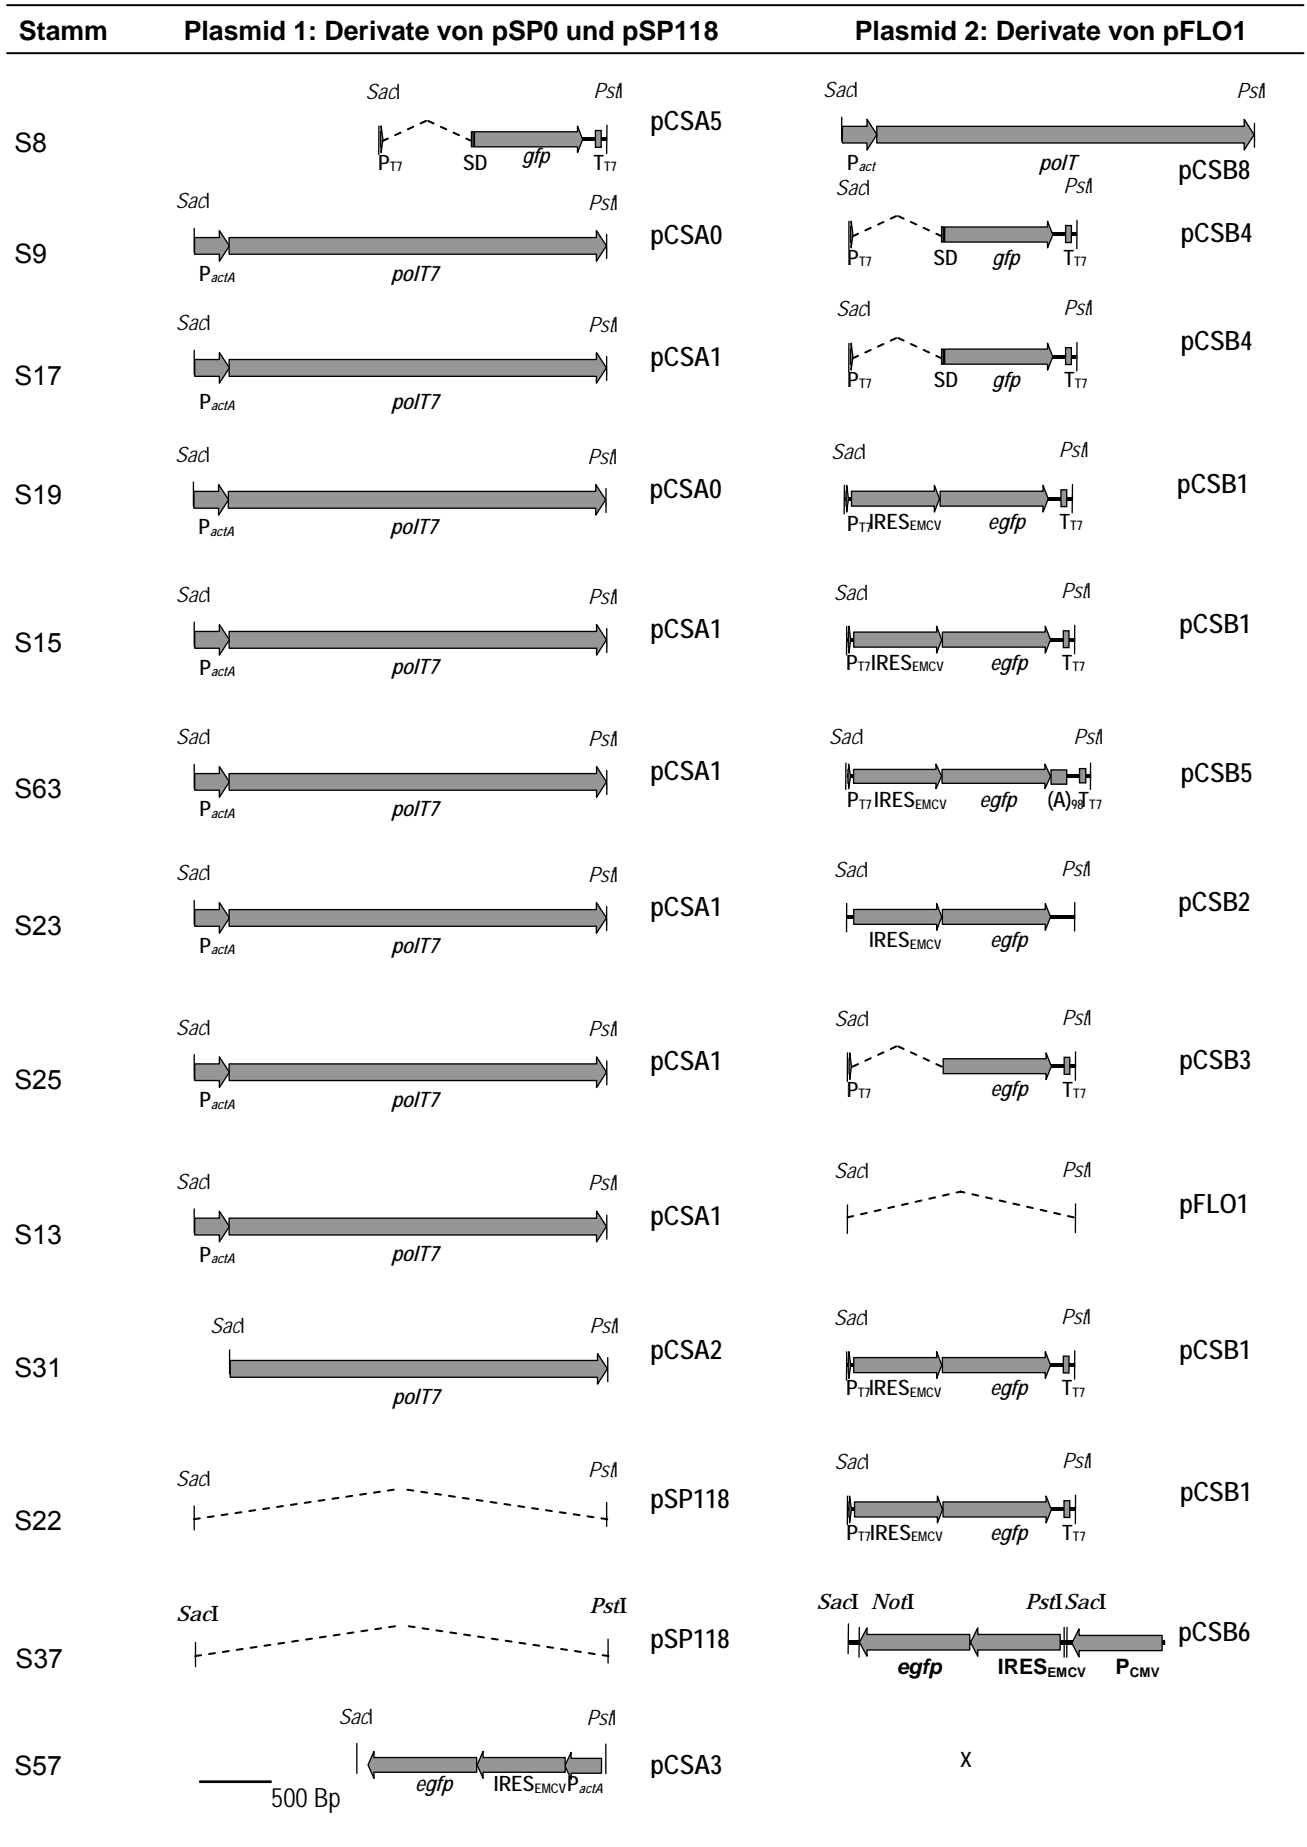 Stamm Plasmid 1: Derivate von pSP0 und pSP118 Plasmid 2: Derivate von pFLO1
SacI PstI SacI PstI
S8 pCSA5
PT7 SD gfp TT7 Pact polT pCSB8
SacI PstI SacI PstI
S9 pCSA0 pCSB4
PactA polT7 PT7 SD gfp TT7
SacI PstI SacI PstI
S17 pCSA1 pCSB4
PactA polT7 PT7 SD gfp TT7
SacI PstI SacI PstI
S19 pCSA0 pCSB1
PactA polT7 PT7 IRESEMCV egfp TT7
SacI PstI SacI PstI
S15 pCSA1 pCSB1
PactA polT7 PT7 IRESEMCV egfp TT7
SacI PstI SacI PstI
S63 pCSA1 pCSB5
PactA polT7 PT7 IRESEMCV egfp (A)98 TT7
SacI PstI SacI PstI
S23 pCSA1 pCSB2
PactA polT7 IRESEMCV egfp
SacI PstI SacI PstI
S25 pCSA1 pCSB3
PactA polT7 PT7 egfp TT7
SacI PstI SacI PstI
S13 pCSA1 pFLO1
PactA polT7
SacI PstI SacI PstI
S31 pCSA2 pCSB1
polT7 PT7 IRESEMCV egfp TT7
SacI PstI SacI PstI
S22 pSP118 pCSB1
PT7 IRESEMCV egfp TT7
SacI PstI SacI NotI PstI SacI
S37 pSP118 pCSB6
egfp IRESEMCV PCMV
SacI PstI
S57 pCSA3 X
egfp IRESEMCV PactA
500 Bp